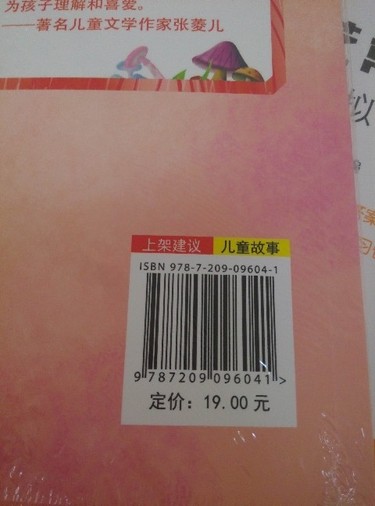 为孩子理解和喜爱。
——著名儿童文学作家张菱儿
上架建议 儿童故事
ISBN 978-7-209-09604-1
9 787209 096041 >
定价：19.00 元